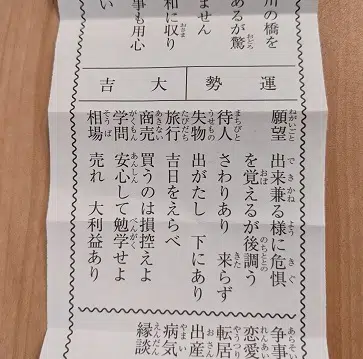 川の橋を
あるが驚
ません
和に収り
事も用心
い
運勢
大吉
願望 出来兼る様に危惧
を覚えるが後調う
待人 さわりあり 来らず
失物 出がたし 下にあり
旅行 吉日をえらべ
商売 買うのは損控えよ
学問 安心して勉学せよ
相場 売れ 大利益あり
争事
恋愛
転居
出産
病気
縁談